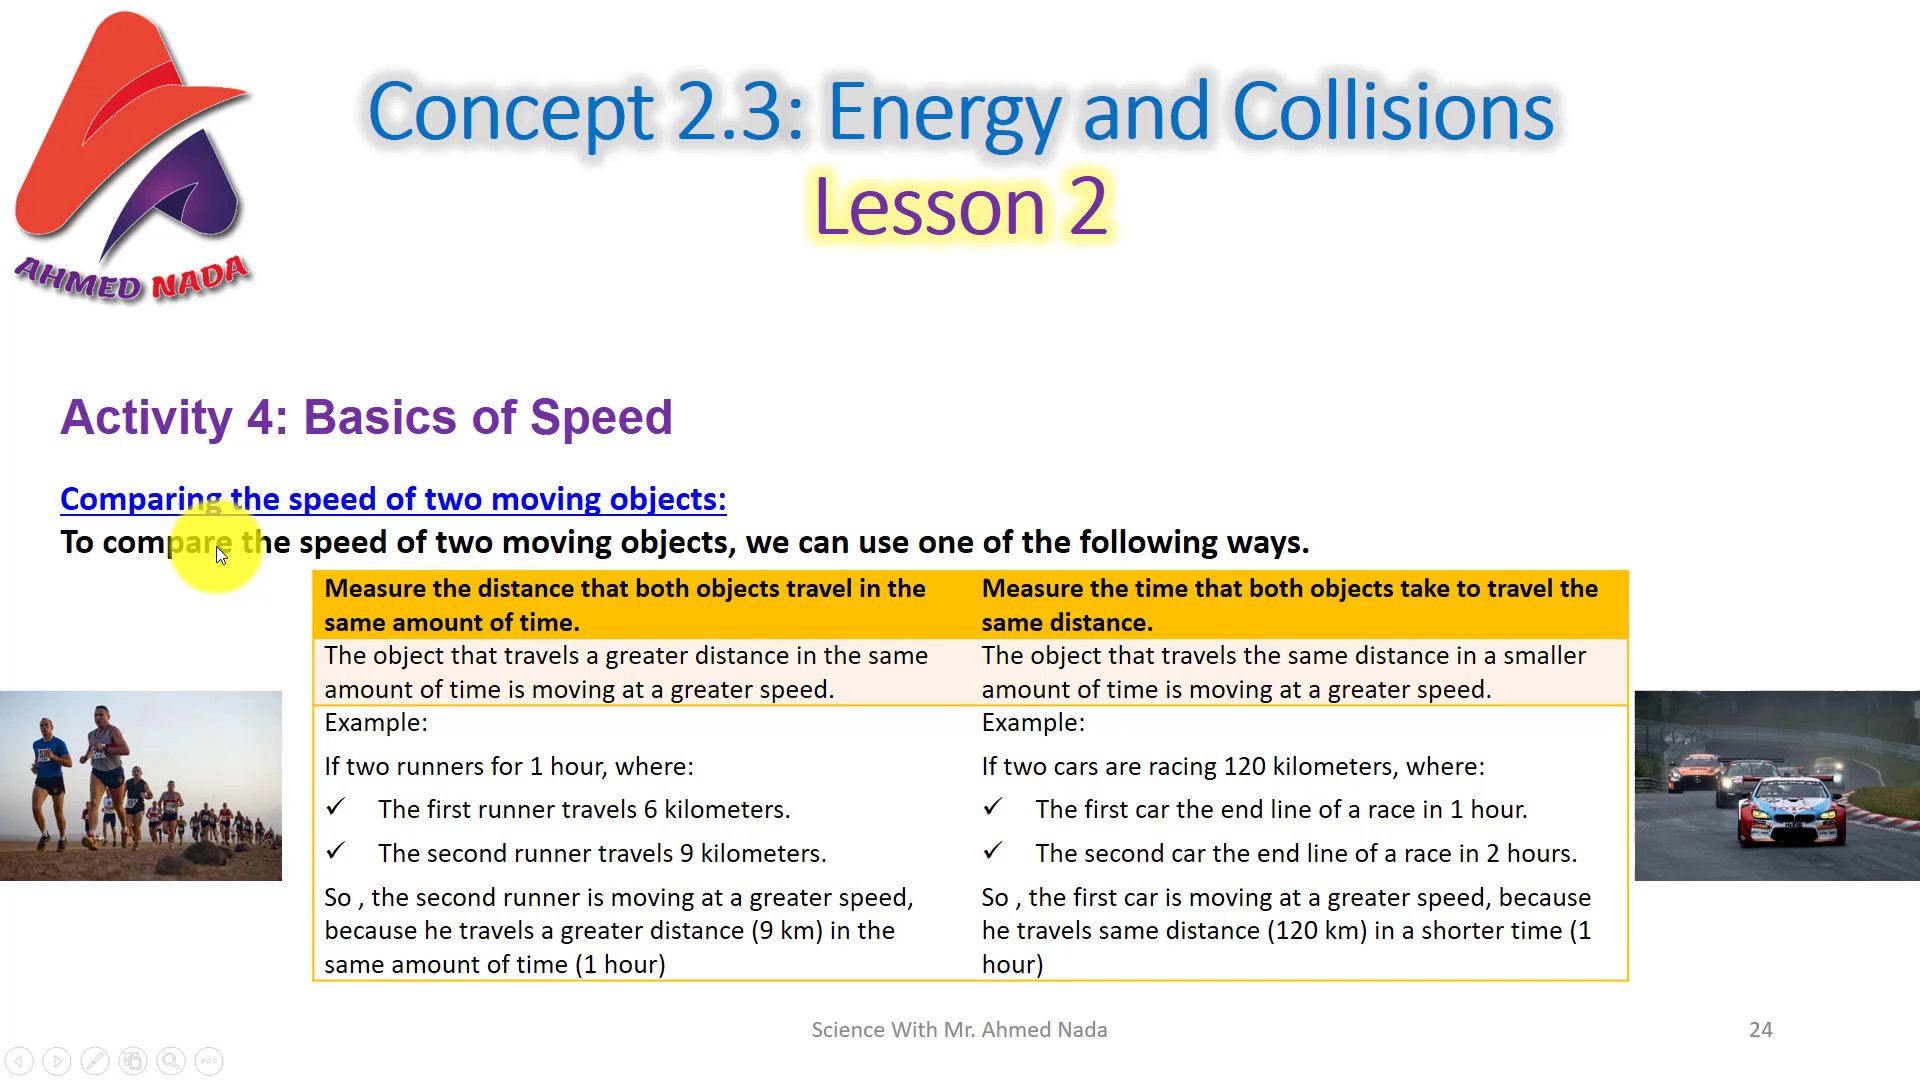 AHMED NADA
Concept 2.3: Energy and Collisions
Lesson 2
Activity 4: Basics of Speed
Comparing the speed of two moving objects:
To compare the speed of two moving objects, we can use one of the following ways.
Measure the distance that both objects travel in the
same amount of time.
The object that travels a greater distance in the same
amount of time is moving at a greater speed.
Example:
If two runners for 1 hour, where:
✓ The first runner travels 6 kilometers.
✓ The second runner travels 9 kilometers.
So , the second runner is moving at a greater speed,
because he travels a greater distance (9 km) in the
same amount of time (1 hour)
Measure the time that both objects take to travel the
same distance.
The object that travels the same distance in a smaller
amount of time is moving at a greater speed.
Example:
If two cars are racing 120 kilometers, where:
✓ The first car the end line of a race in 1 hour.
✓ The second car the end line of a race in 2 hours.
So , the first car is moving at a greater speed, because
he travels same distance (120 km) in a shorter time (1
hour)
Science With Mr. Ahmed Nada
24